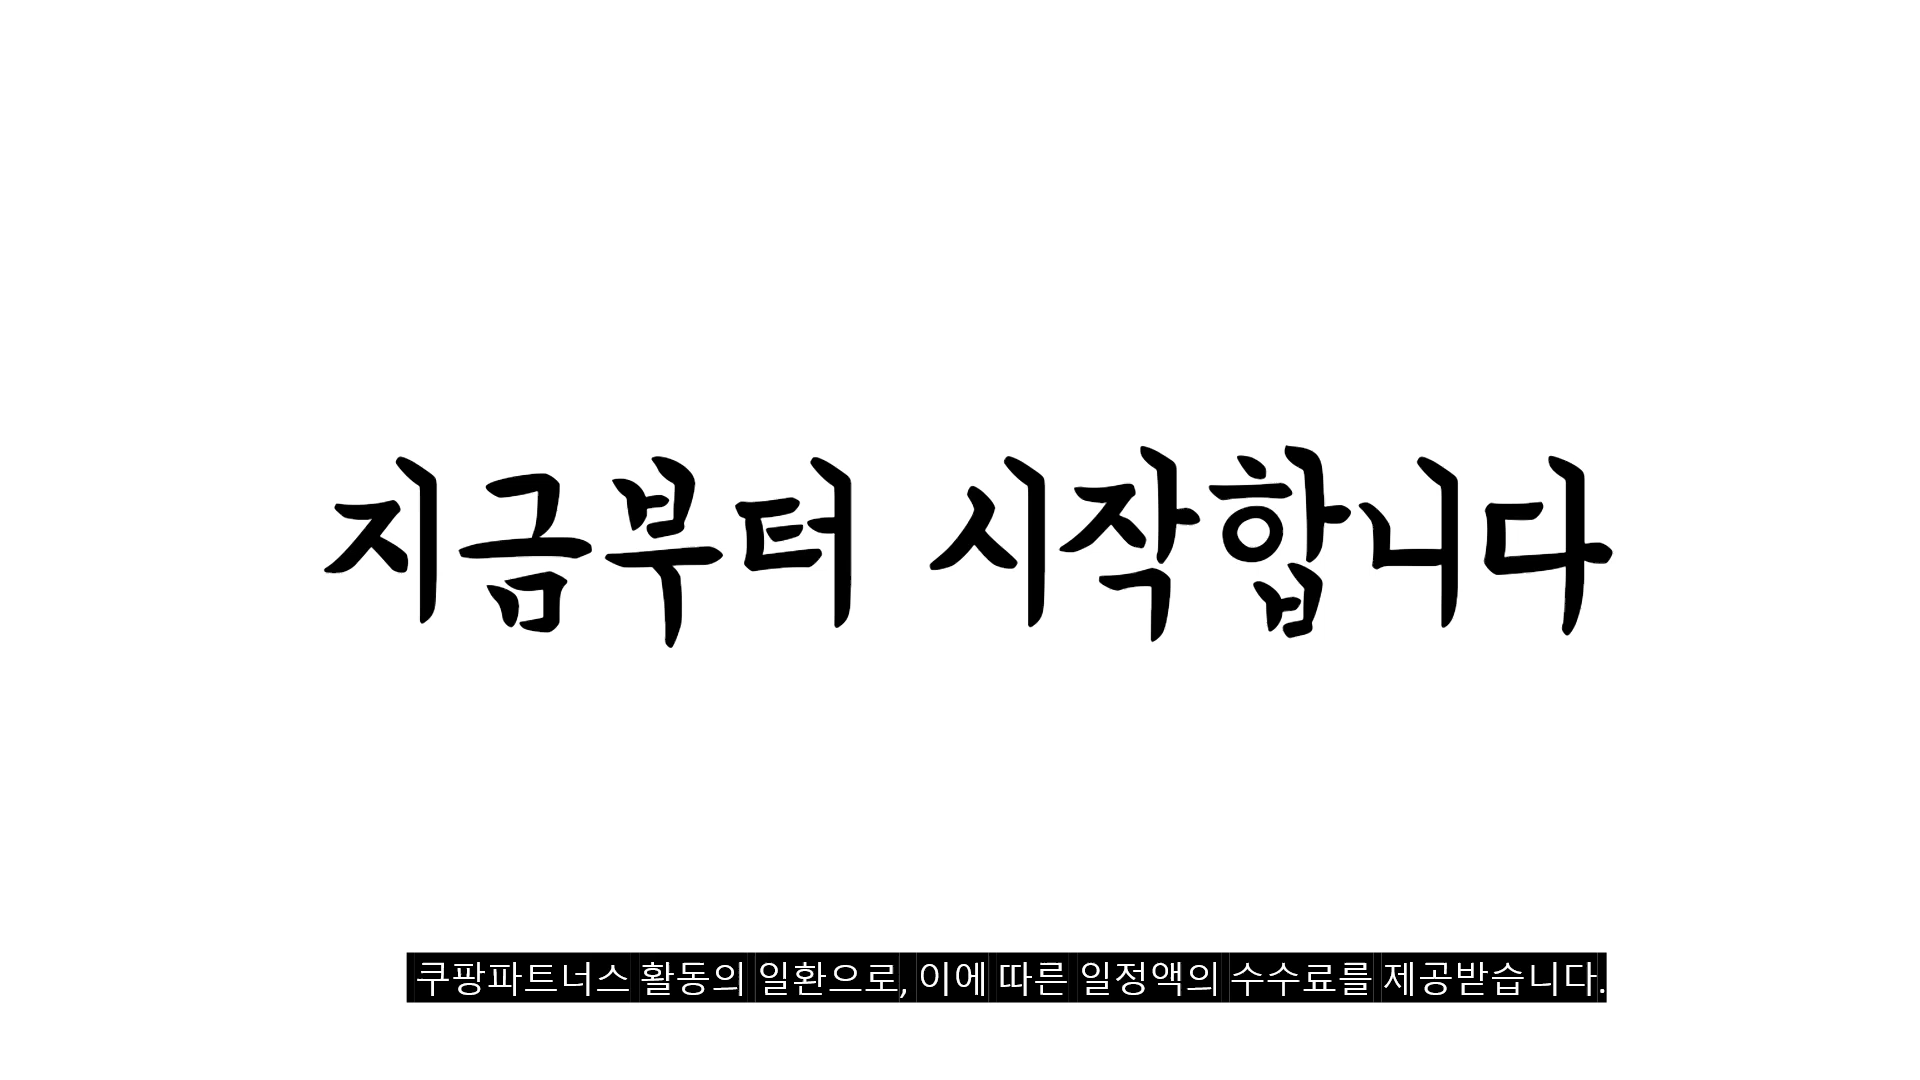 지금부터 시작합니다
쿠팡파트너스 활동의 일환으로, 이에 따른 일정액의 수수료를 제공받습니다.